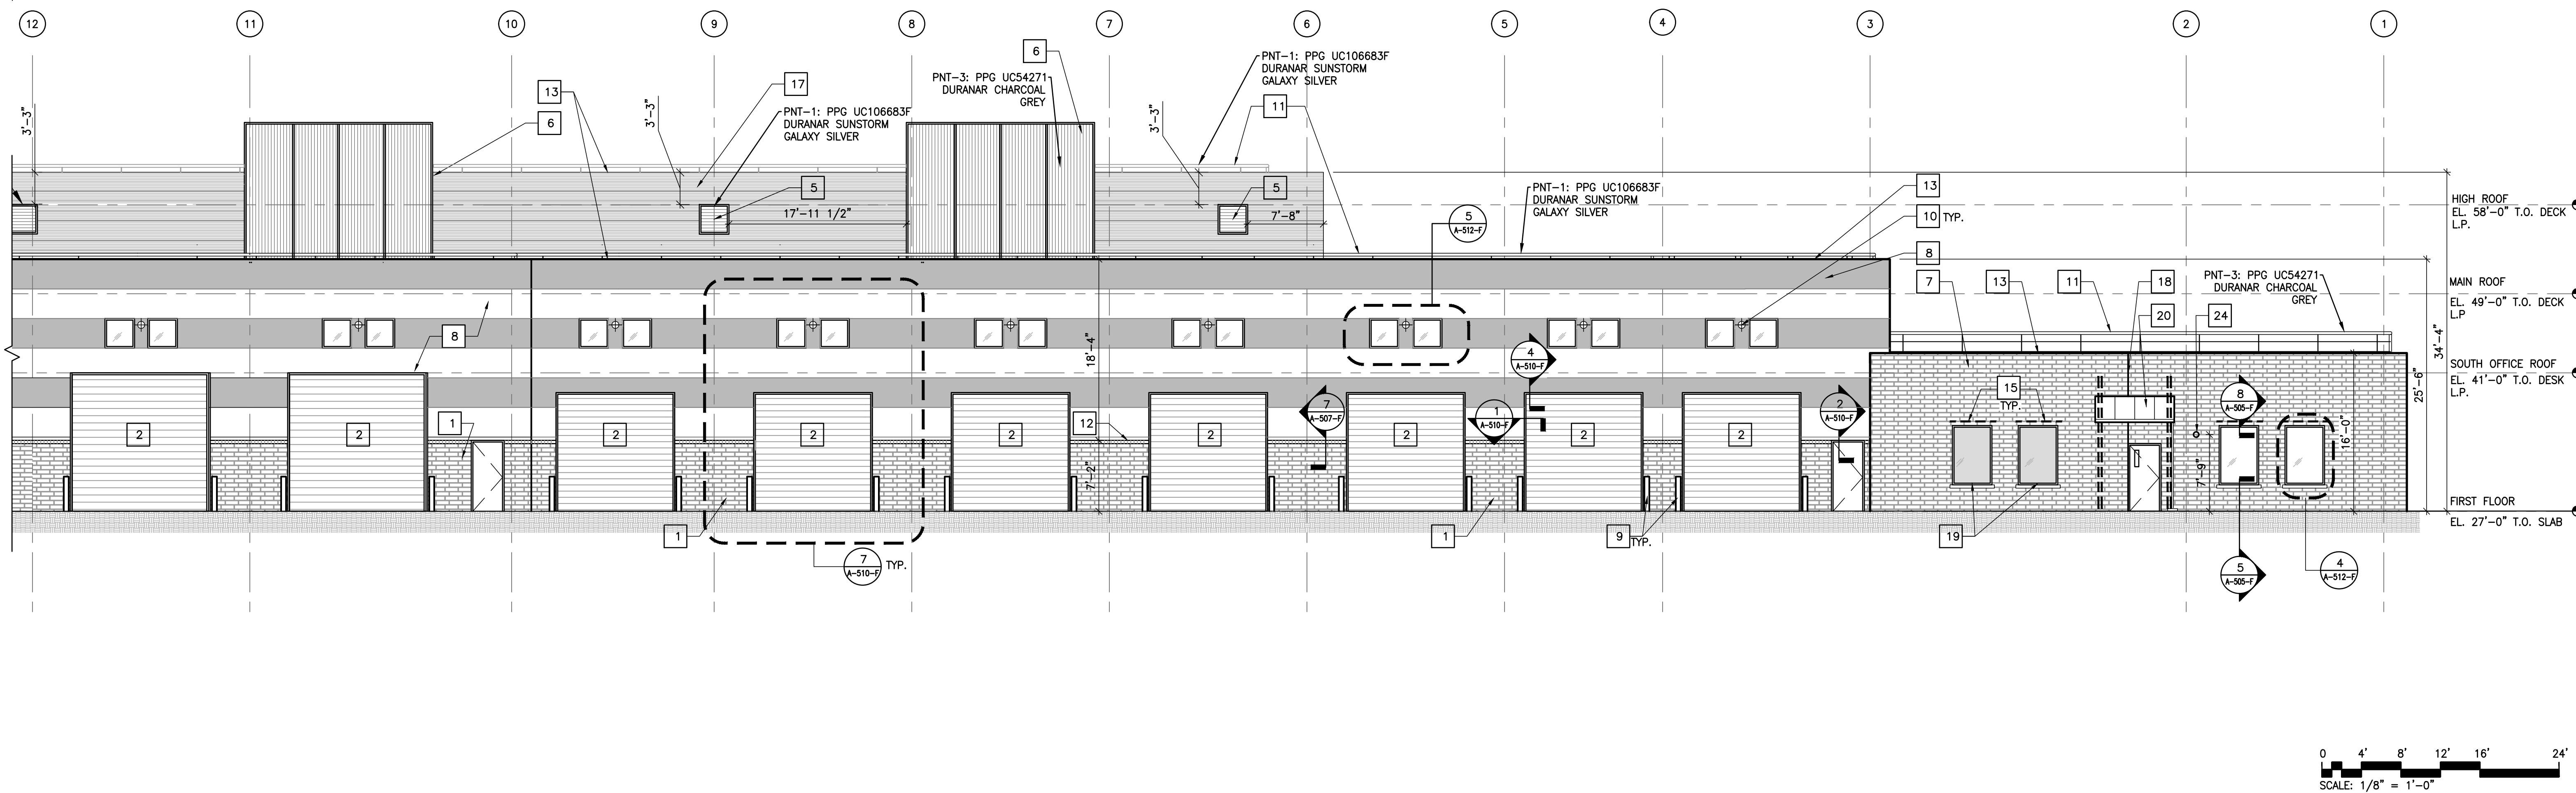 12
11
10
9
8
7
6
5
4
3
2
1
6
PNT-1: PPG UC106683F
DURANAR SUNSTORM
GALAXY SILVER
PNT-3: PPG UC54271
DURANAR CHARCOAL
GREY
17
13
11
3'-3"
3'-3"
3'-3"
PNT-1: PPG UC106683F
DURANAR SUNSTORM
GALAXY SILVER
6
5
5
17'-11 1/2"
7'-8"
PNT-1: PPG UC106683F
DURANAR SUNSTORM
GALAXY SILVER
13
10 TYP.
8
5
A-512-F
HIGH ROOF
EL. 58'-0" T.O. DECK
L.P.
7
13
11
18
20
24
PNT-3: PPG UC54271
DURANAR CHARCOAL
GREY
MAIN ROOF
EL. 49'-0" T.O. DECK
L.P
8
18'-4"
4
A-510-F
34'-4"
25'-6"
SOUTH OFFICE ROOF
EL. 41'-0" T.O. DESK
L.P.
15
TYP.
7
A-507-F
1
A-510-F
2
A-510-F
8
A-505-F
1
12
2
2
2
2
2
2
2
2
2
16'-0"
7'-9"
7'-2"
FIRST FLOOR
EL. 27'-0" T.O. SLAB
1
1
9
TYP.
19
7
A-510-F
TYP.
5
A-505-F
4
A-512-F
0 4' 8' 12' 16' 24'
SCALE: 1/8" = 1'-0"